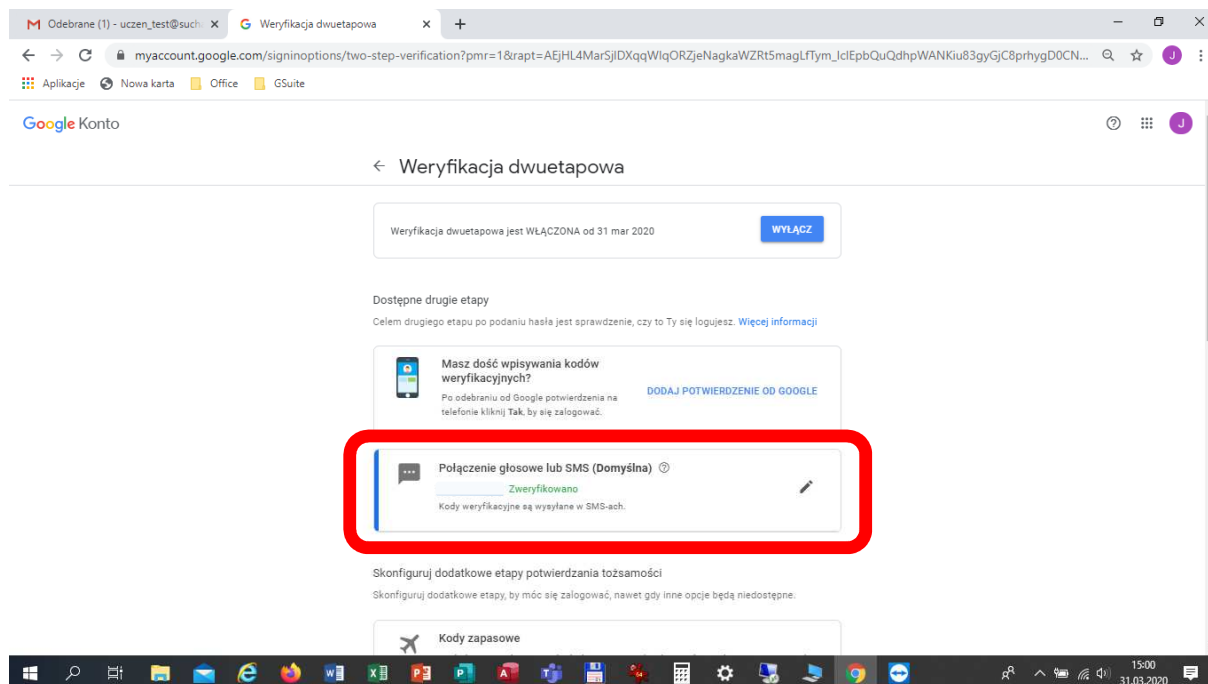 Odebrane (1) - uczen_test@such
Weryfikacja dwuetapowa
myaccount.google.com/signinoptions/two-step-verification?pmr=1&rapt=AEjHL4MarSjlDXqqWlqORZjeNagkaWZRt5magLfTym_lclEpbQuQdhpWANKiu83gyGjC8prhygD0CN...
J
Aplikacje
Nowa karta
Office
GSuite
Google Konto
J
Weryfikacja dwuetapowa
Weryfikacja dwuetapowa jest WŁĄCZONA od 31 mar 2020
WYŁĄCZ
Dostępne drugie etapy
Celem drugiego etapu po podaniu hasła jest sprawdzenie, czy to Ty się logujesz. Więcej informacji
Masz dość wpisywania kodów
weryfikacyjnych?
Po odebraniu od Google potwierdzenia na
telefonie kliknij Tak, by się zalogować.
DODAJ POTWIERDZENIE OD GOOGLE
Połączenie głosowe lub SMS (Domyślna)
Zweryfikowano
Kody weryfikacyjne są wysyłane w SMS-ach.
Skonfiguruj dodatkowe etapy potwierdzania tożsamości
Skonfiguruj dodatkowe etapy, by móc się zalogować, nawet gdy inne opcje będą niedostępne.
Kody zapasowe
15:00
31.03.2020